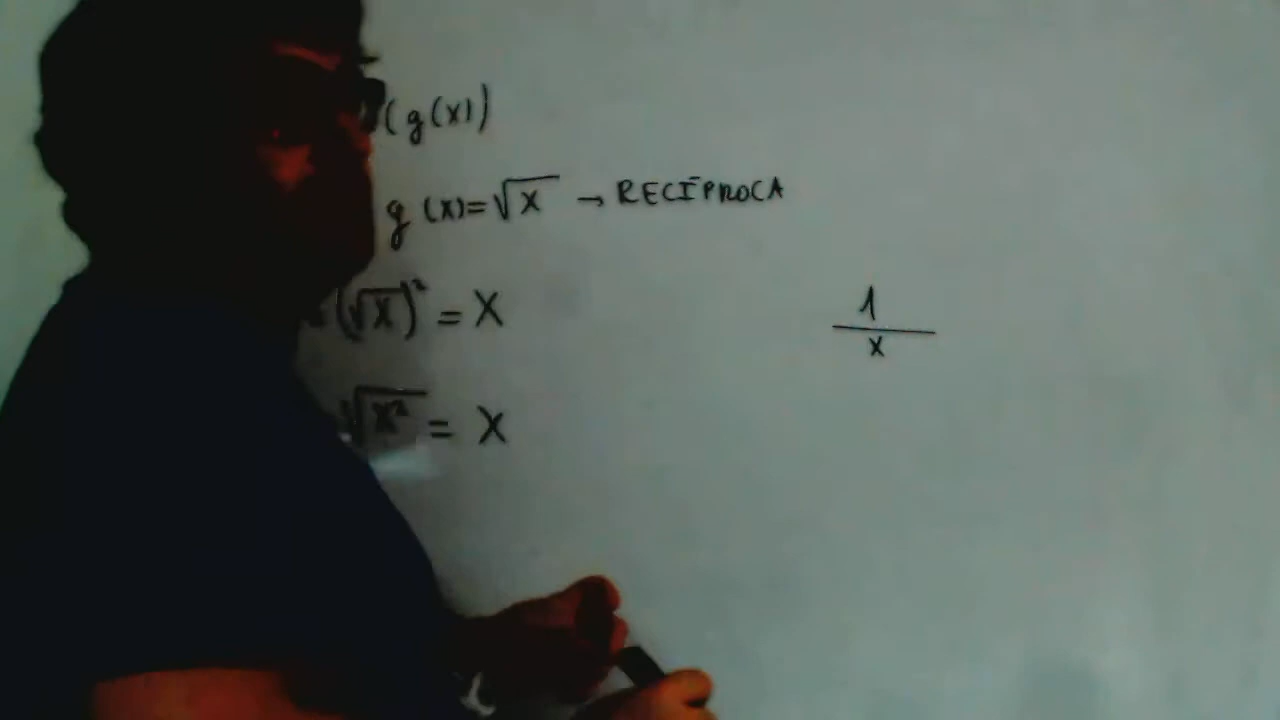 (g(x))
g(x)=√x → RECÍPROCA
(√x)² = X
1
x
√x² = X